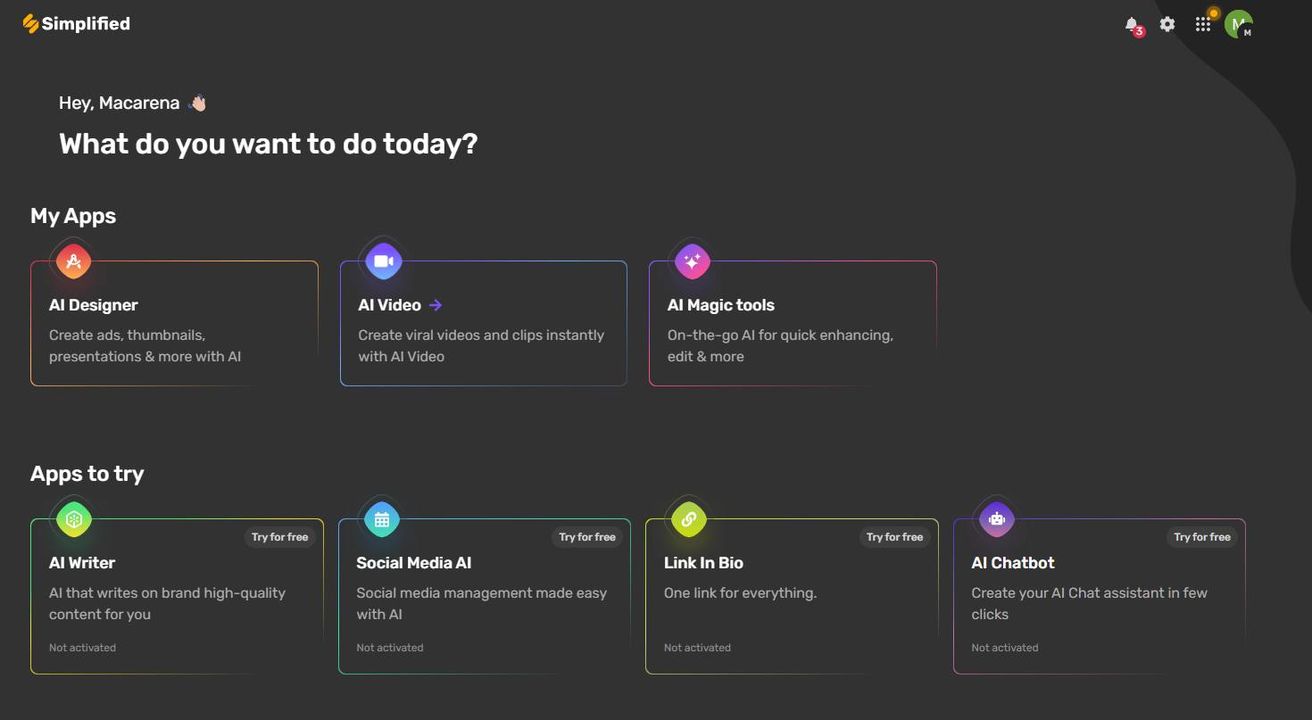 Simplified
3
M
M
Hey, Macarena 👋🏻
What do you want to do today?
My Apps
AI Designer
Create ads, thumbnails,
presentations & more with AI
AI Video →
Create viral videos and clips instantly
with AI Video
AI Magic tools
On-the-go AI for quick enhancing,
edit & more
Apps to try
Try for free
AI Writer
AI that writes on brand high-quality
content for you
Not activated
Try for free
Social Media AI
Social media management made easy
with AI
Not activated
Try for free
Link In Bio
One link for everything.
Not activated
Try for free
AI Chatbot
Create your AI Chat assistant in few
clicks
Not activated